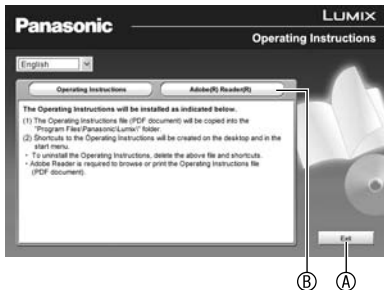 Panasonic
LUMIX
Operating Instructions
English
Operating Instructions
Adobe(R) Reader(R)
The Operating Instructions will be installed as indicated below.
(1) The Operating Instructions file (PDF document) will be copied into the
"Program Files\Panasonic\Lumix\" folder.
(2) Shortcuts to the Operating Instructions will be created on the desktop and in the
start menu.
- To uninstall the Operating Instructions, delete the above file and shortcuts.
- Adobe Reader is required to browse or print the Operating Instructions file
(PDF document).
Exit
Ⓑ Ⓐ